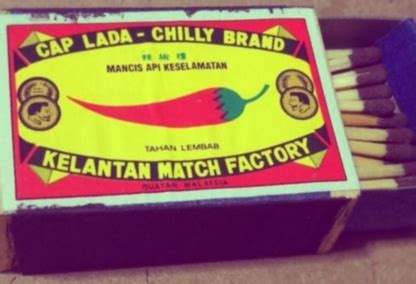 CAP LADA - CHILLY BRAND
MANCIS API KESELAMATAN
TAHAN LEMBAB
KELANTAN MATCH FACTORY
BUATAN MALAYSIA